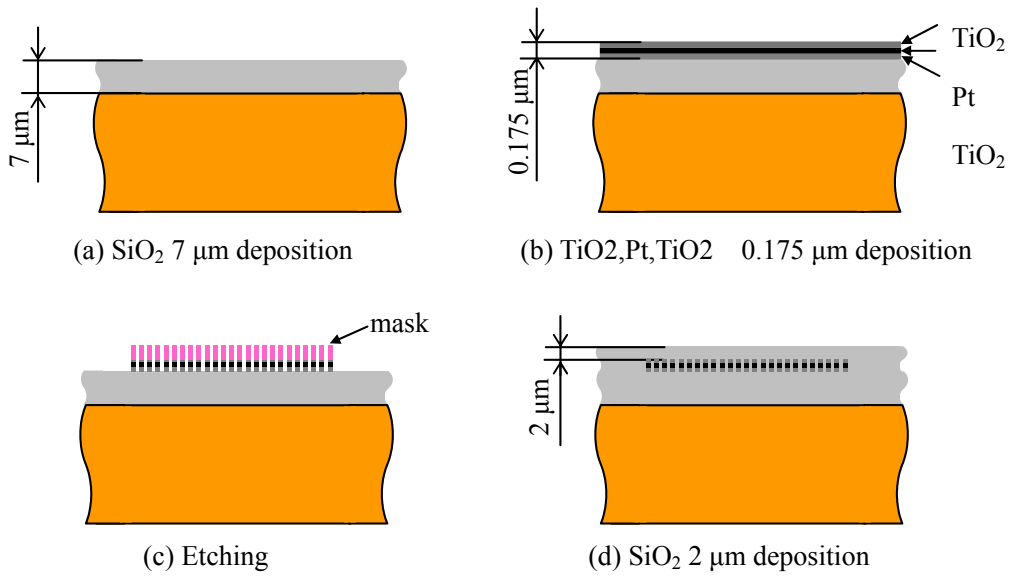 7 μm
(a) SiO₂ 7 μm deposition
0.175 μm
TiO₂
Pt
TiO₂
(b) TiO2,Pt,TiO2 0.175 μm deposition
mask
(c) Etching
2 μm
(d) SiO₂ 2 μm deposition